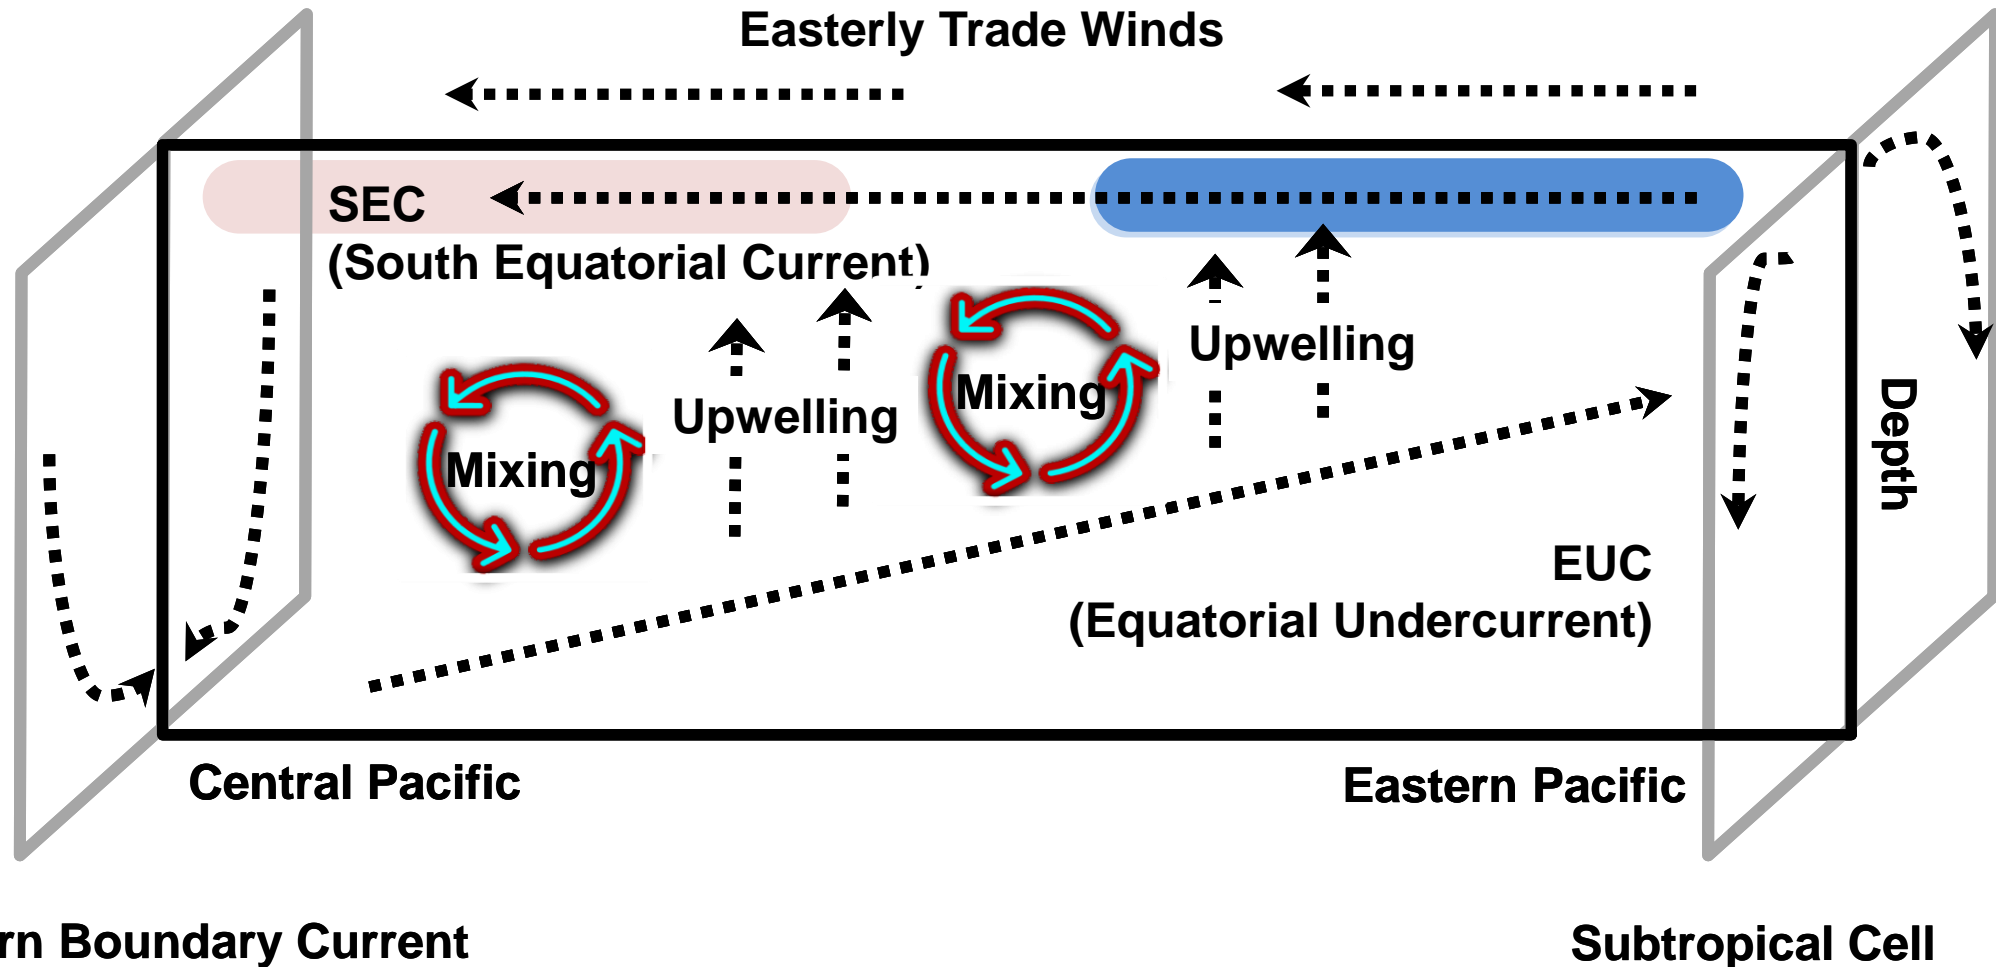 Easterly Trade Winds
SEC
(South Equatorial Current)
Upwelling
Mixing
Upwelling
Mixing
Depth
EUC
(Equatorial Undercurrent)
Central Pacific
Eastern Pacific
rn Boundary Current
Subtropical Cell